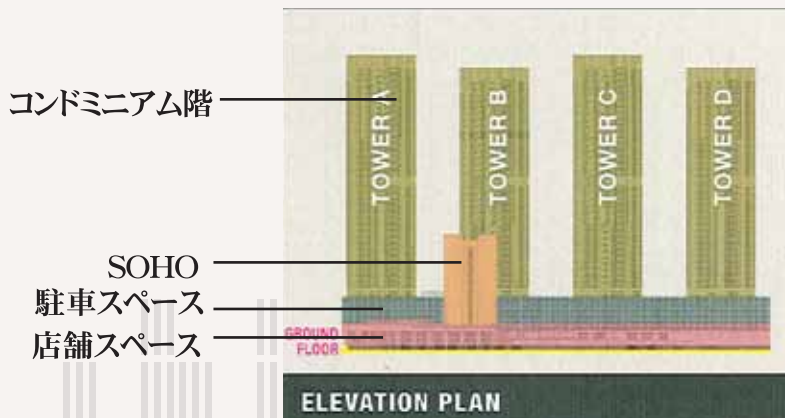 コンドミニアム階
TOWER A
TOWER B
TOWER C
TOWER D
SOHO
駐車スペース
店舗スペース
GROUND
FLOOR
ELEVATION PLAN